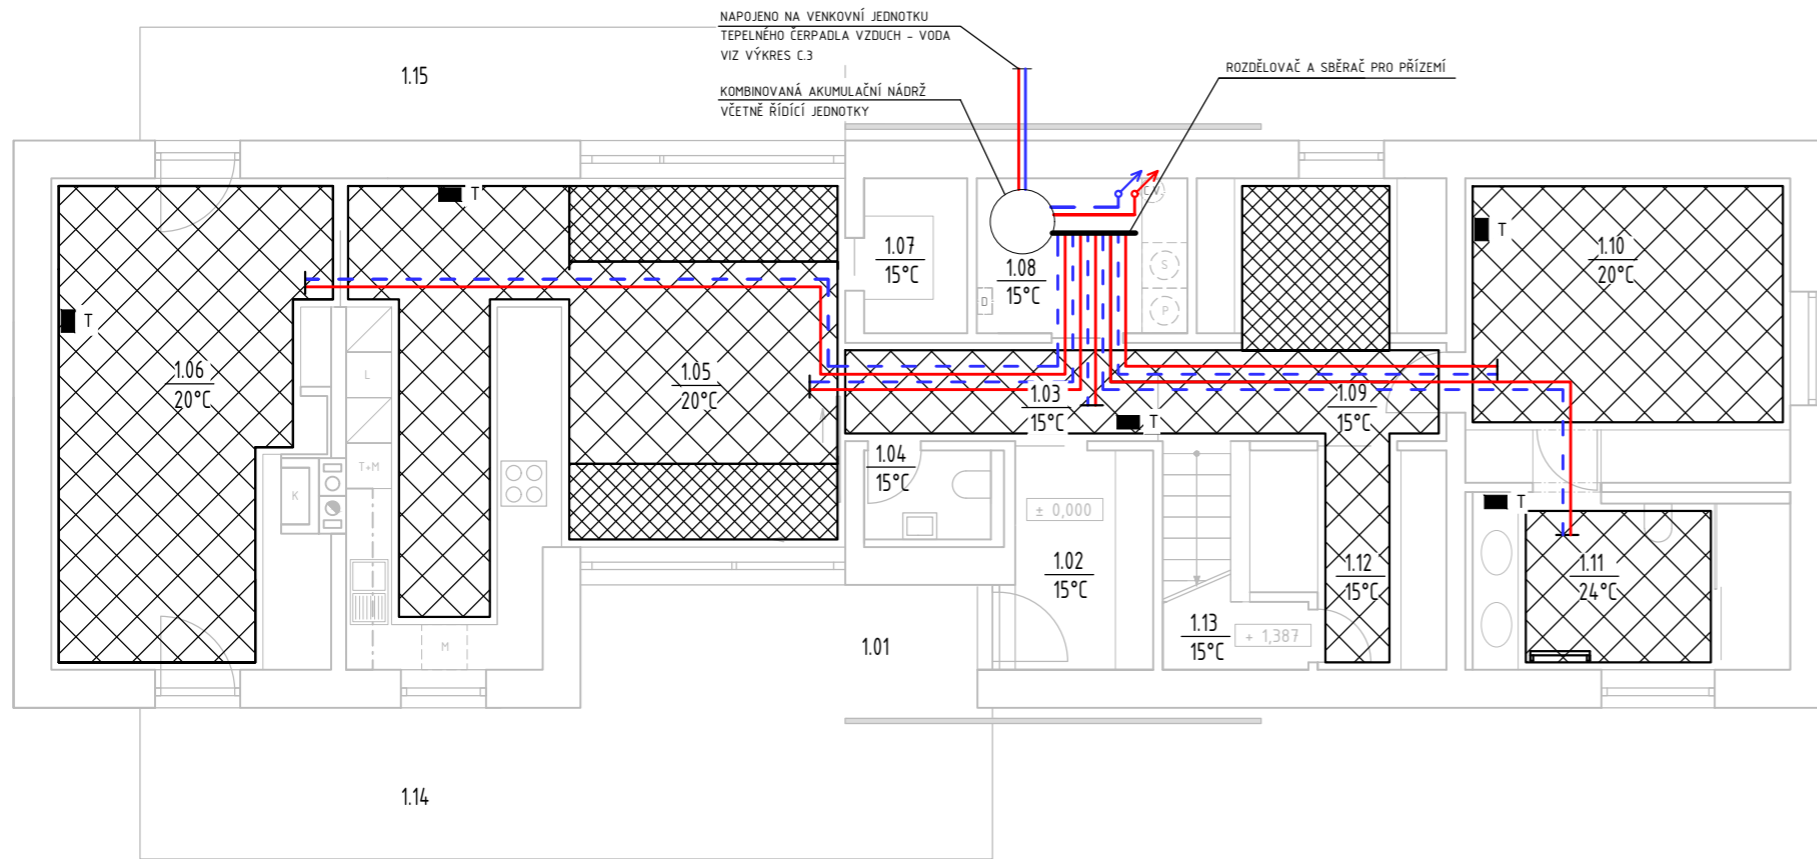 NAPOJENO NA VENKOVNÍ JEDNOTKU
TEPELNÉHO ČERPADLA VZDUCH - VODA
VIZ VÝKRES C.3
KOMBINOVANÁ AKUMULAČNÍ NÁDRŽ
VČETNĚ ŘÍDÍCÍ JEDNOTKY
ROZDĚLOVAČ A SBĚRAČ PRO PŘÍZEMÍ
1.15
T
C.V.
1.07
15°C
1.08
15°C
S
D
P
T
1.10
20°C
T
1.06
20°C
L
1.05
20°C
1.03
15°C
T
1.09
15°C
1.04
15°C
T+M
K
± 0,000
T
1.02
15°C
1.12
15°C
1.11
24°C
1.13
15°C
+ 1,387
M
1.01
1.14